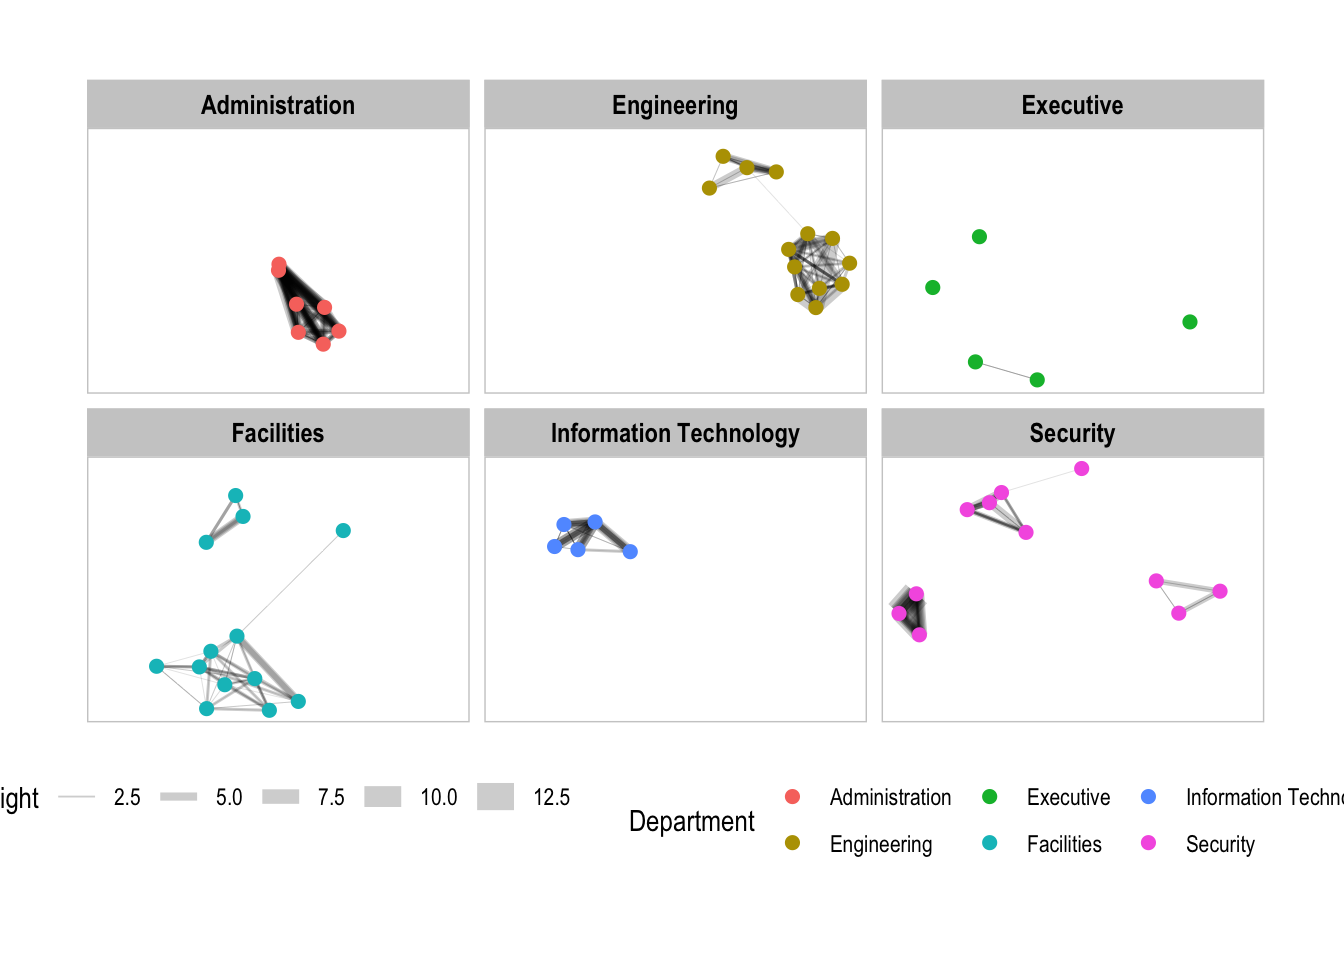 Administration
Engineering
Executive
Facilities
Information Technology
Security
2.5
5.0
7.5
10.0
12.5
Department
Administration
Executive
Information
Engineering
Facilities
Security